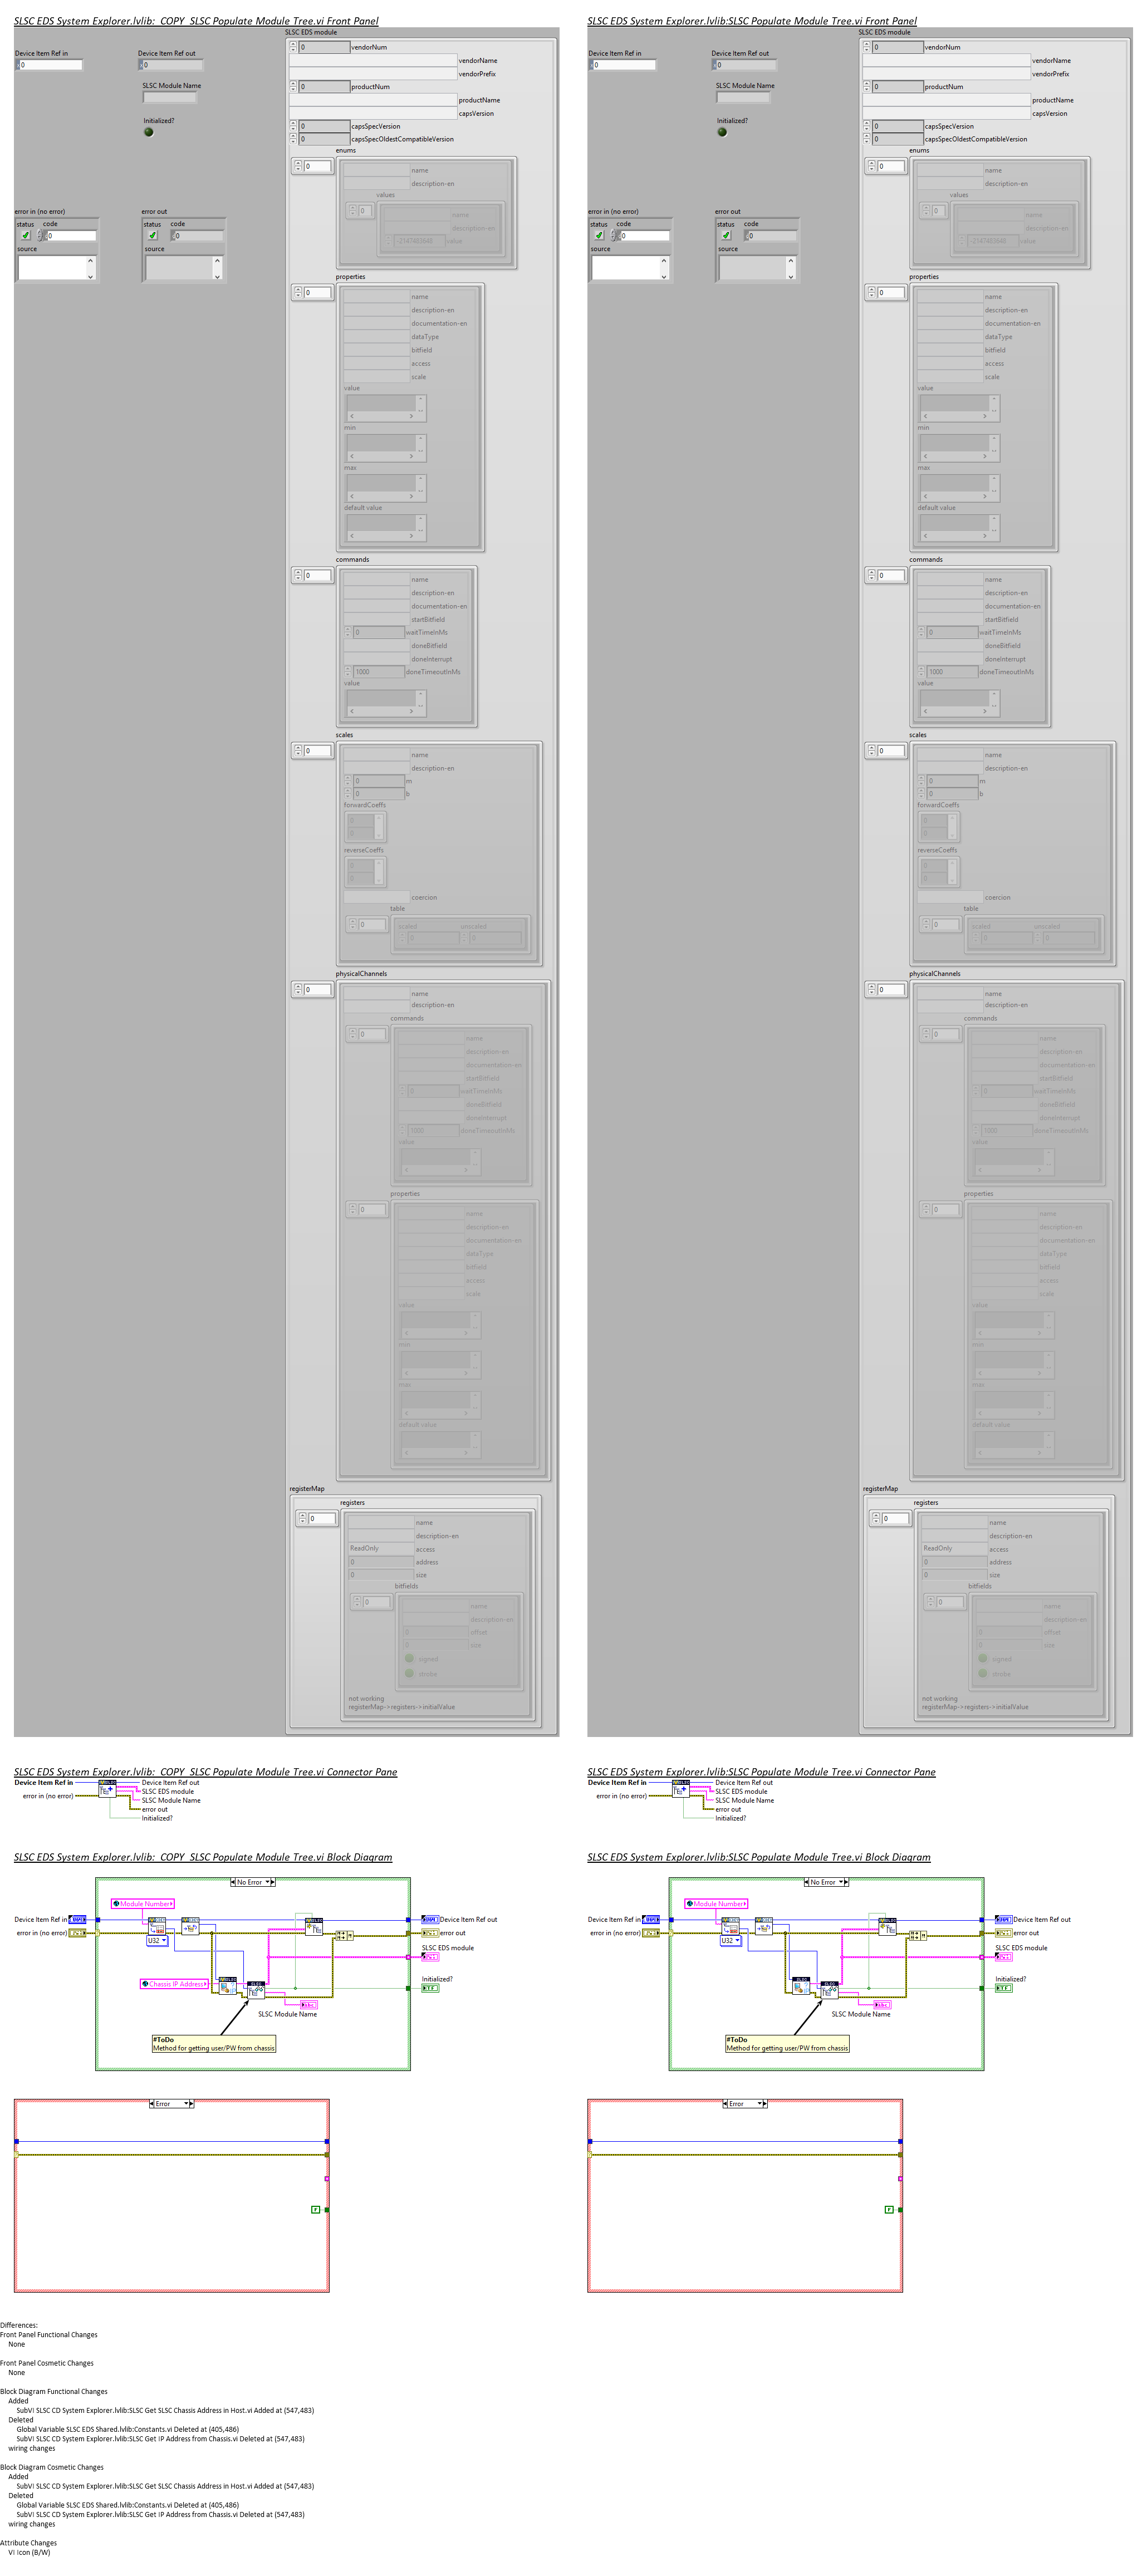 SLSC EDS System Explorer.lvlib:_COPY_SLSC Populate Module Tree.vi Front Panel
Device Item Ref in
0
Device Item Ref out
0
SLSC Module Name
Initialized?
error in (no error)
status
code
0
source
error out
status
code
0
source
SLSC EDS module
0
vendorNum
vendorName
vendorPrefix
0
productNum
productName
capsVersion
0
capsSpecVersion
0
capsSpecOldestCompatibleVersion
enums
0
name
description-en
values
0
name
description-en
-2147483648
value
properties
0
name
description-en
documentation-en
dataType
bitfield
access
scale
value
min
max
default value
commands
0
name
description-en
documentation-en
startBitfield
0
waitTimeInMs
doneBitfield
doneInterrupt
1000
doneTimeoutInMs
value
scales
0
name
description-en
0
m
0
b
forwardCoeffs
0
0
reverseCoeffs
0
0
coercion
table
0
scaled
unscaled
0
0
physicalChannels
0
name
description-en
commands
0
name
description-en
documentation-en
startBitfield
0
waitTimeInMs
doneBitfield
doneInterrupt
1000
doneTimeoutInMs
value
properties
0
name
description-en
documentation-en
dataType
bitfield
access
scale
value
min
max
default value
registerMap
registers
0
name
description-en
ReadOnly
access
0
address
0
size
bitfields
0
name
description-en
0
offset
0
size
signed
strobe
not working
registerMap->registers->initialValue
SLSC EDS System Explorer.lvlib:SLSC Populate Module Tree.vi Front Panel
Device Item Ref in
0
Device Item Ref out
0
SLSC Module Name
Initialized?
error in (no error)
status
code
0
source
error out
status
code
0
source
SLSC EDS module
0
vendorNum
vendorName
vendorPrefix
0
productNum
productName
capsVersion
0
capsSpecVersion
0
capsSpecOldestCompatibleVersion
enums
0
name
description-en
values
0
name
description-en
-2147483648
value
properties
0
name
description-en
documentation-en
dataType
bitfield
access
scale
value
min
max
default value
commands
0
name
description-en
documentation-en
startBitfield
0
waitTimeInMs
doneBitfield
doneInterrupt
1000
doneTimeoutInMs
value
scales
0
name
description-en
0
m
0
b
forwardCoeffs
0
0
reverseCoeffs
0
0
coercion
table
0
scaled
unscaled
0
0
physicalChannels
0
name
description-en
commands
0
name
description-en
documentation-en
startBitfield
0
waitTimeInMs
doneBitfield
doneInterrupt
1000
doneTimeoutInMs
value
properties
0
name
description-en
documentation-en
dataType
bitfield
access
scale
value
min
max
default value
registerMap
registers
0
name
description-en
ReadOnly
access
0
address
0
size
bitfields
0
name
description-en
0
offset
0
size
signed
strobe
not working
registerMap->registers->initialValue
SLSC EDS System Explorer.lvlib:_COPY_SLSC Populate Module Tree.vi Connector Pane
Device Item Ref in
error in (no error)
Device Item Ref out
SLSC EDS module
SLSC Module Name
error out
Initialized?
SLSC EDS System Explorer.lvlib:SLSC Populate Module Tree.vi Connector Pane
Device Item Ref in
error in (no error)
Device Item Ref out
SLSC EDS module
SLSC Module Name
error out
Initialized?
SLSC EDS System Explorer.lvlib:_COPY_SLSC Populate Module Tree.vi Block Diagram
No Error
Module Number
Device Item Ref in
error in (no error)
U32
Chassis IP Address
Device Item Ref out
error out
SLSC EDS module
Initialized?
SLSC Module Name
#ToDo
Method for getting user/PW from chassis
Error
F
SLSC EDS System Explorer.lvlib:SLSC Populate Module Tree.vi Block Diagram
No Error
Module Number
Device Item Ref in
error in (no error)
U32
Device Item Ref out
error out
SLSC EDS module
Initialized?
SLSC Module Name
#ToDo
Method for getting user/PW from chassis
Error
F
Differences:
Front Panel Functional Changes
None
Front Panel Cosmetic Changes
None
Block Diagram Functional Changes
Added
SubVI SLSC CD System Explorer.lvlib:SLSC Get SLSC Chassis Address in Host.vi Added at (547,483)
Deleted
Global Variable SLSC EDS Shared.lvlib:Constants.vi Deleted at (405,486)
SubVI SLSC CD System Explorer.lvlib:SLSC Get IP Address from Chassis.vi Deleted at (547,483)
wiring changes
Block Diagram Cosmetic Changes
Added
SubVI SLSC CD System Explorer.lvlib:SLSC Get SLSC Chassis Address in Host.vi Added at (547,483)
Deleted
Global Variable SLSC EDS Shared.lvlib:Constants.vi Deleted at (405,486)
SubVI SLSC CD System Explorer.lvlib:SLSC Get IP Address from Chassis.vi Deleted at (547,483)
wiring changes
Attribute Changes
VI Icon (B/W)